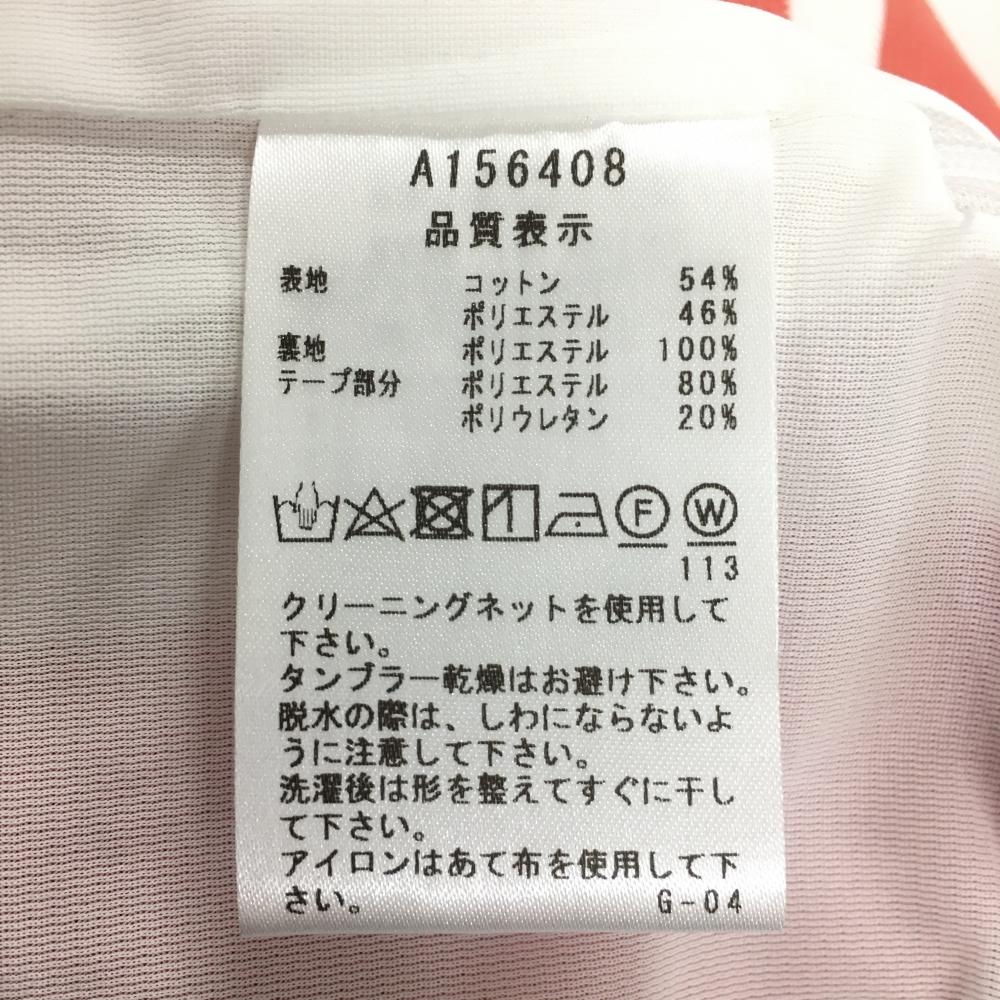 A156408
品質表示
表地 コットン 54%
ポリエステル 46%
裏地 ポリエステル 100%
テープ部分 ポリエステル 80%
ポリウレタン 20%
F W
113
クリーニングネットを使用して
下さい。
タンブラー乾燥はお避け下さい。
脱水の際は、しわにならないよ
うに注意して下さい。
洗濯後は形を整えてすぐに干し
て下さい。
アイロンはあて布を使用して下
さい。 G-04